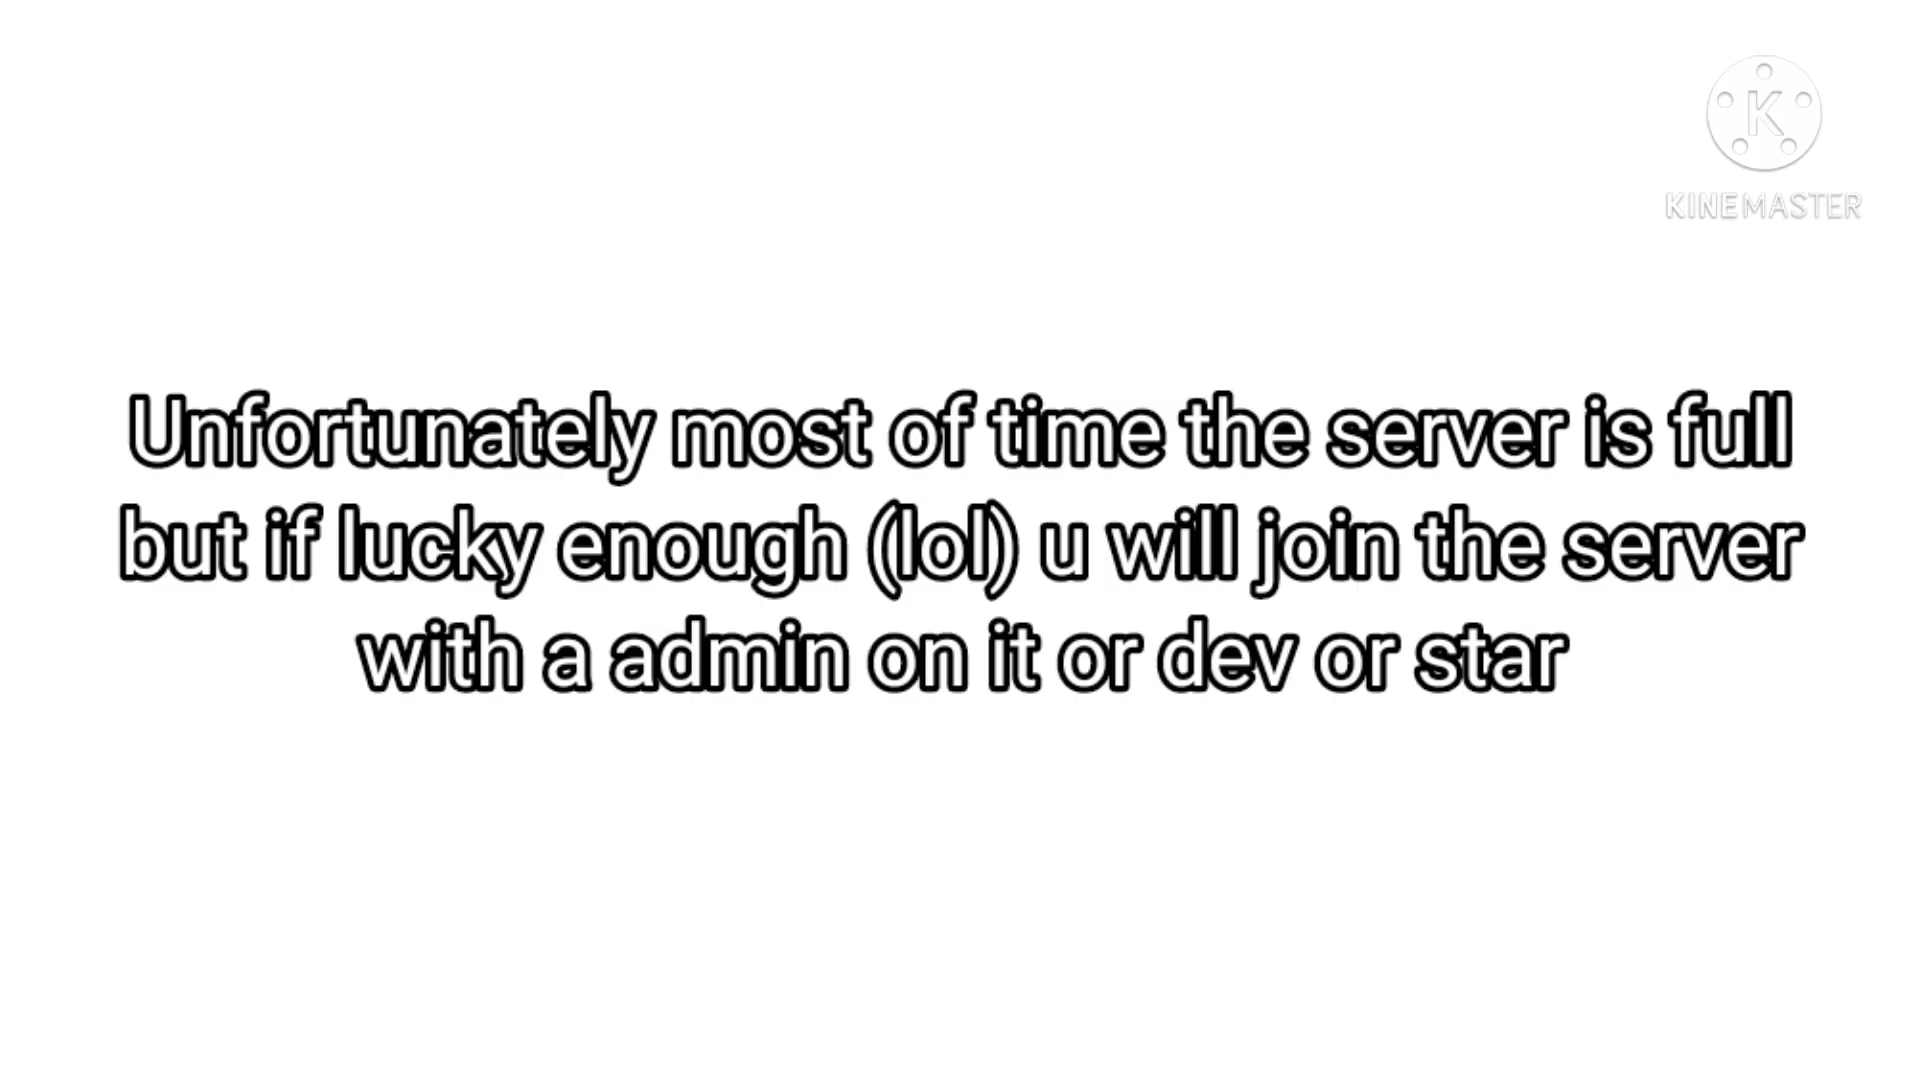 K
KINEMASTER
Unfortunately most of time the server is full
but if lucky enough (lol) u will join the server
with a admin on it or dev or star